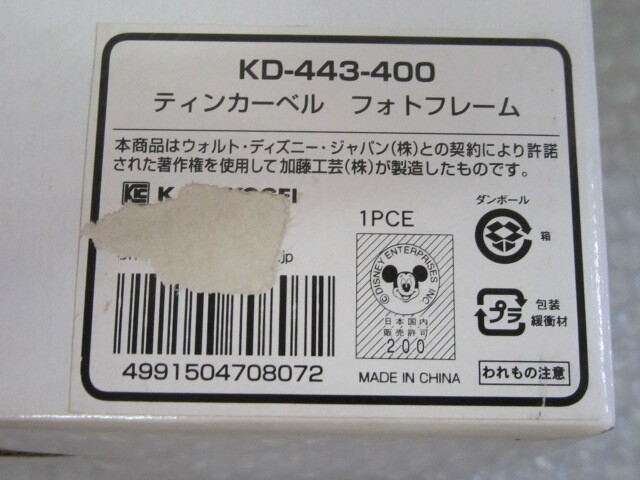 KD-443-400
ティンカーベル フォトフレーム
本商品はウォルト・ディズニー・ジャパン(株)との契約により許諾
された著作権を使用して加藤工芸(株)が製造したものです。
.jp
4991504708072
1PCE
©DISNEY ENTERPRISES INC
日本国内
販売許可
200
MADE IN CHINA
ダンボール
箱
プラ
包装
緩衝材
われもの注意